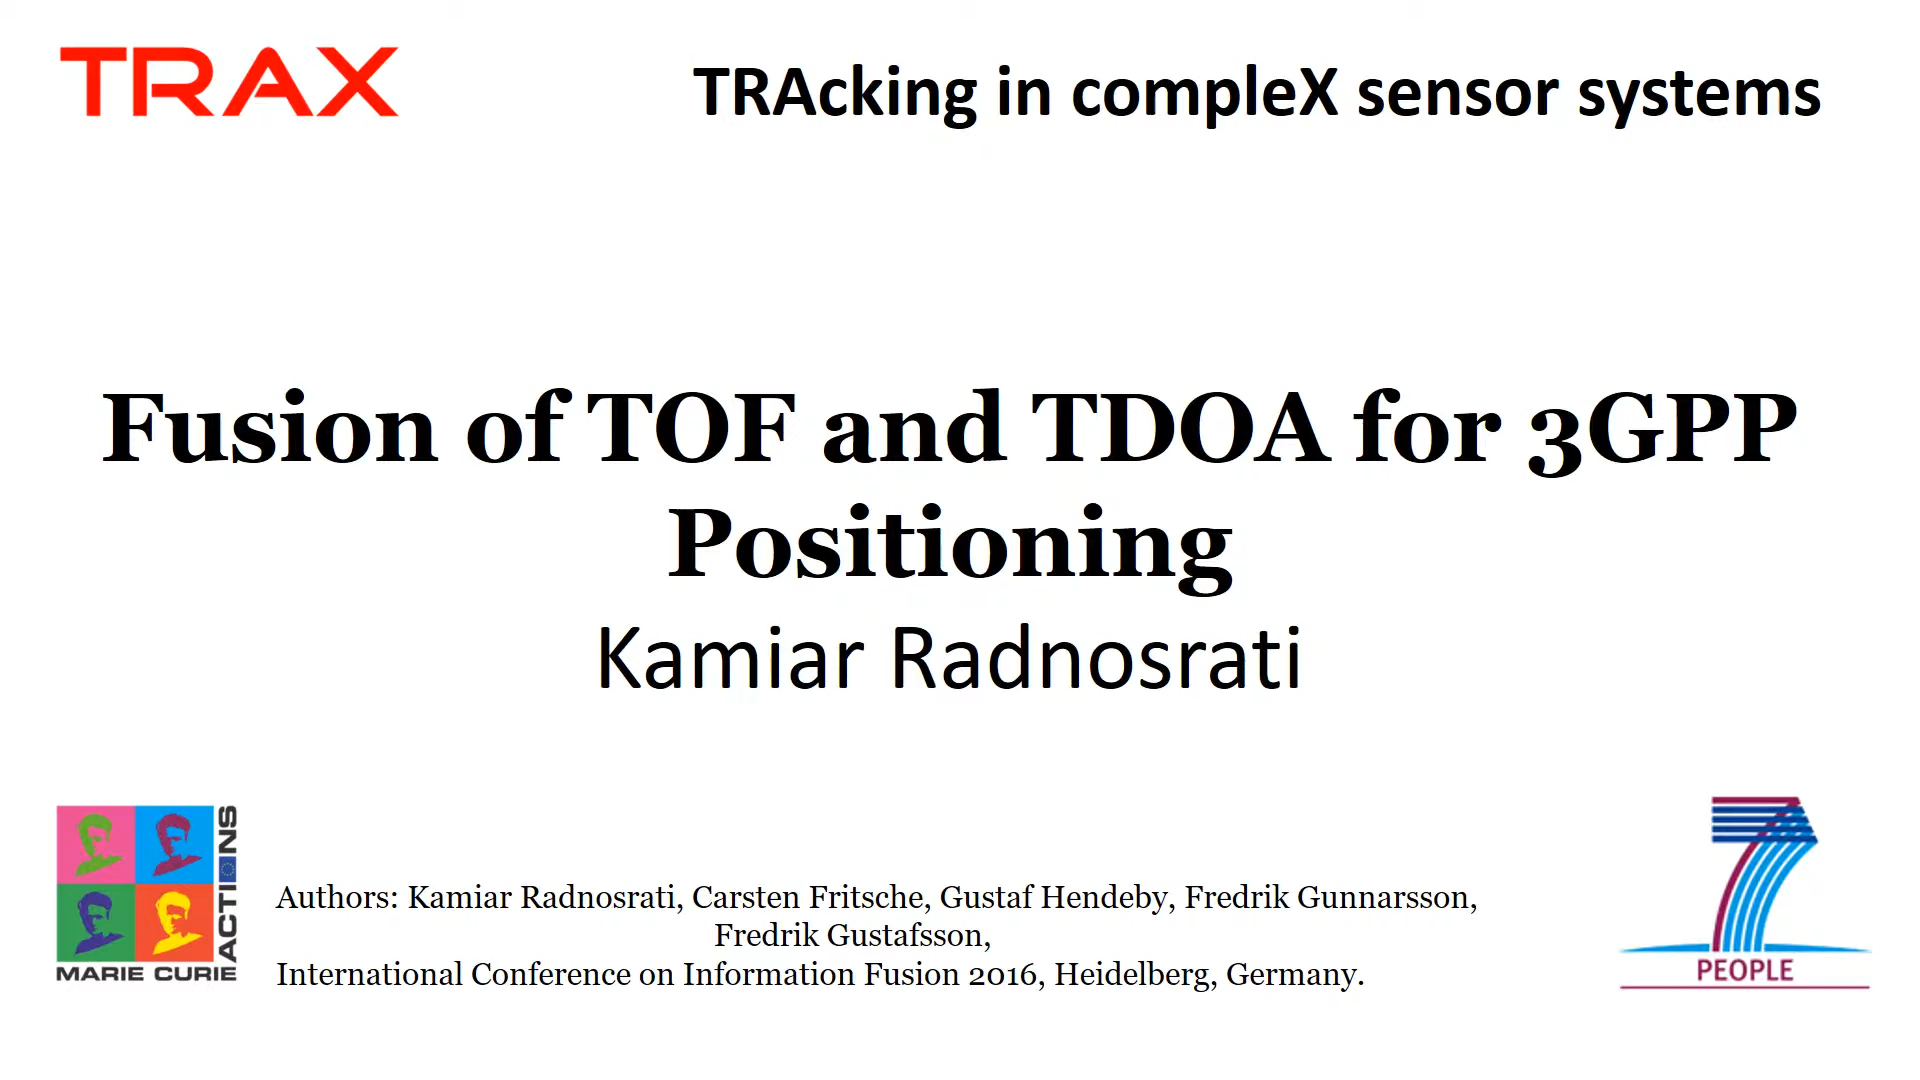 TRAX
TRAcking in compleX sensor systems
Fusion of TOF and TDOA for 3GPP
Positioning
Kamiar Radnosrati
MARIE CURIE
ACTIONS
Authors: Kamiar Radnosrati, Carsten Fritsche, Gustaf Hendeby, Fredrik Gunnarsson,
Fredrik Gustafsson,
International Conference on Information Fusion 2016, Heidelberg, Germany.
7
PEOPLE